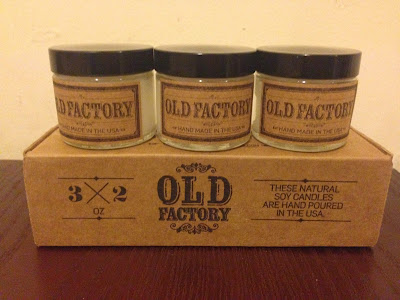 OLD FACTORY
HAND MADE IN THE USA
OLD FACTORY
HAND MADE IN THE USA
OLD FACTORY
HAND MADE IN THE USA
3 X 2
OZ
OLD
FACTORY
THESE NATURAL
SOY CANDLES
ARE HAND POURED
IN THE USA.